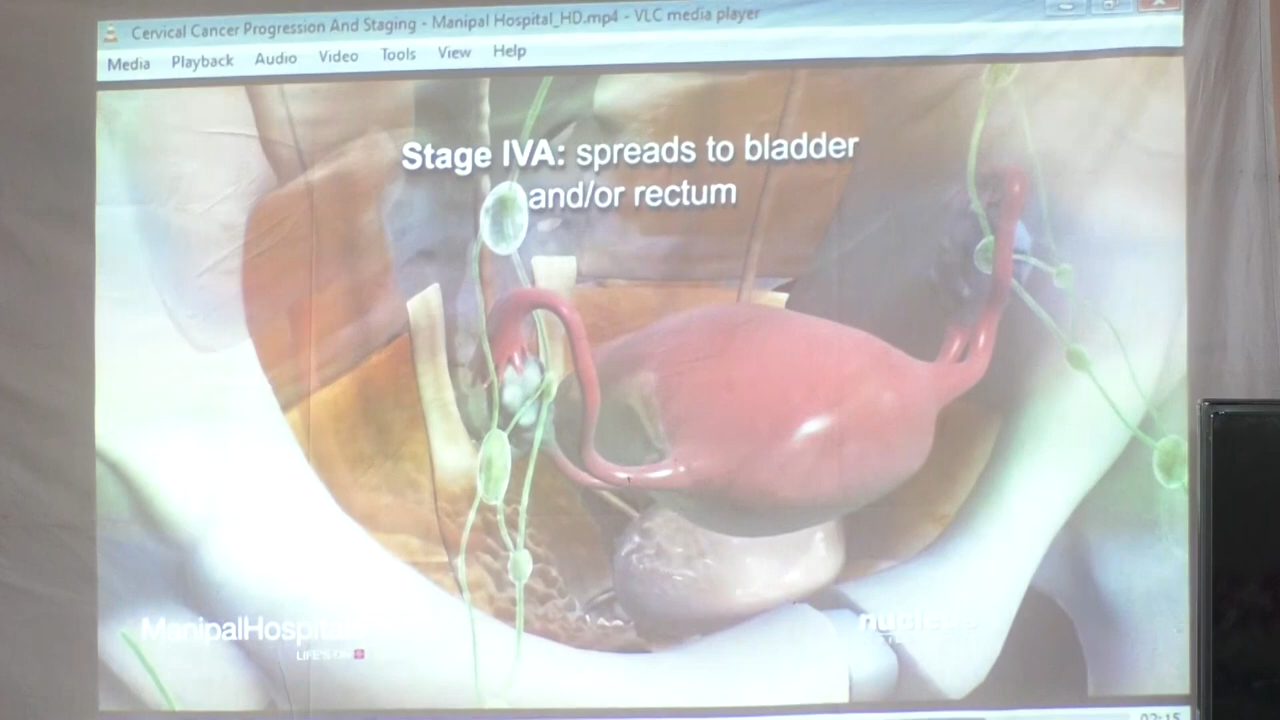 Cervical Cancer Progression And Staging - Manipal Hospital_HD.mp4 - VLC media player
Media Playback Audio Video Tools View Help
Stage IVA: spreads to bladder
and/or rectum
ManipalHospital
LIFE'S ON
02:15